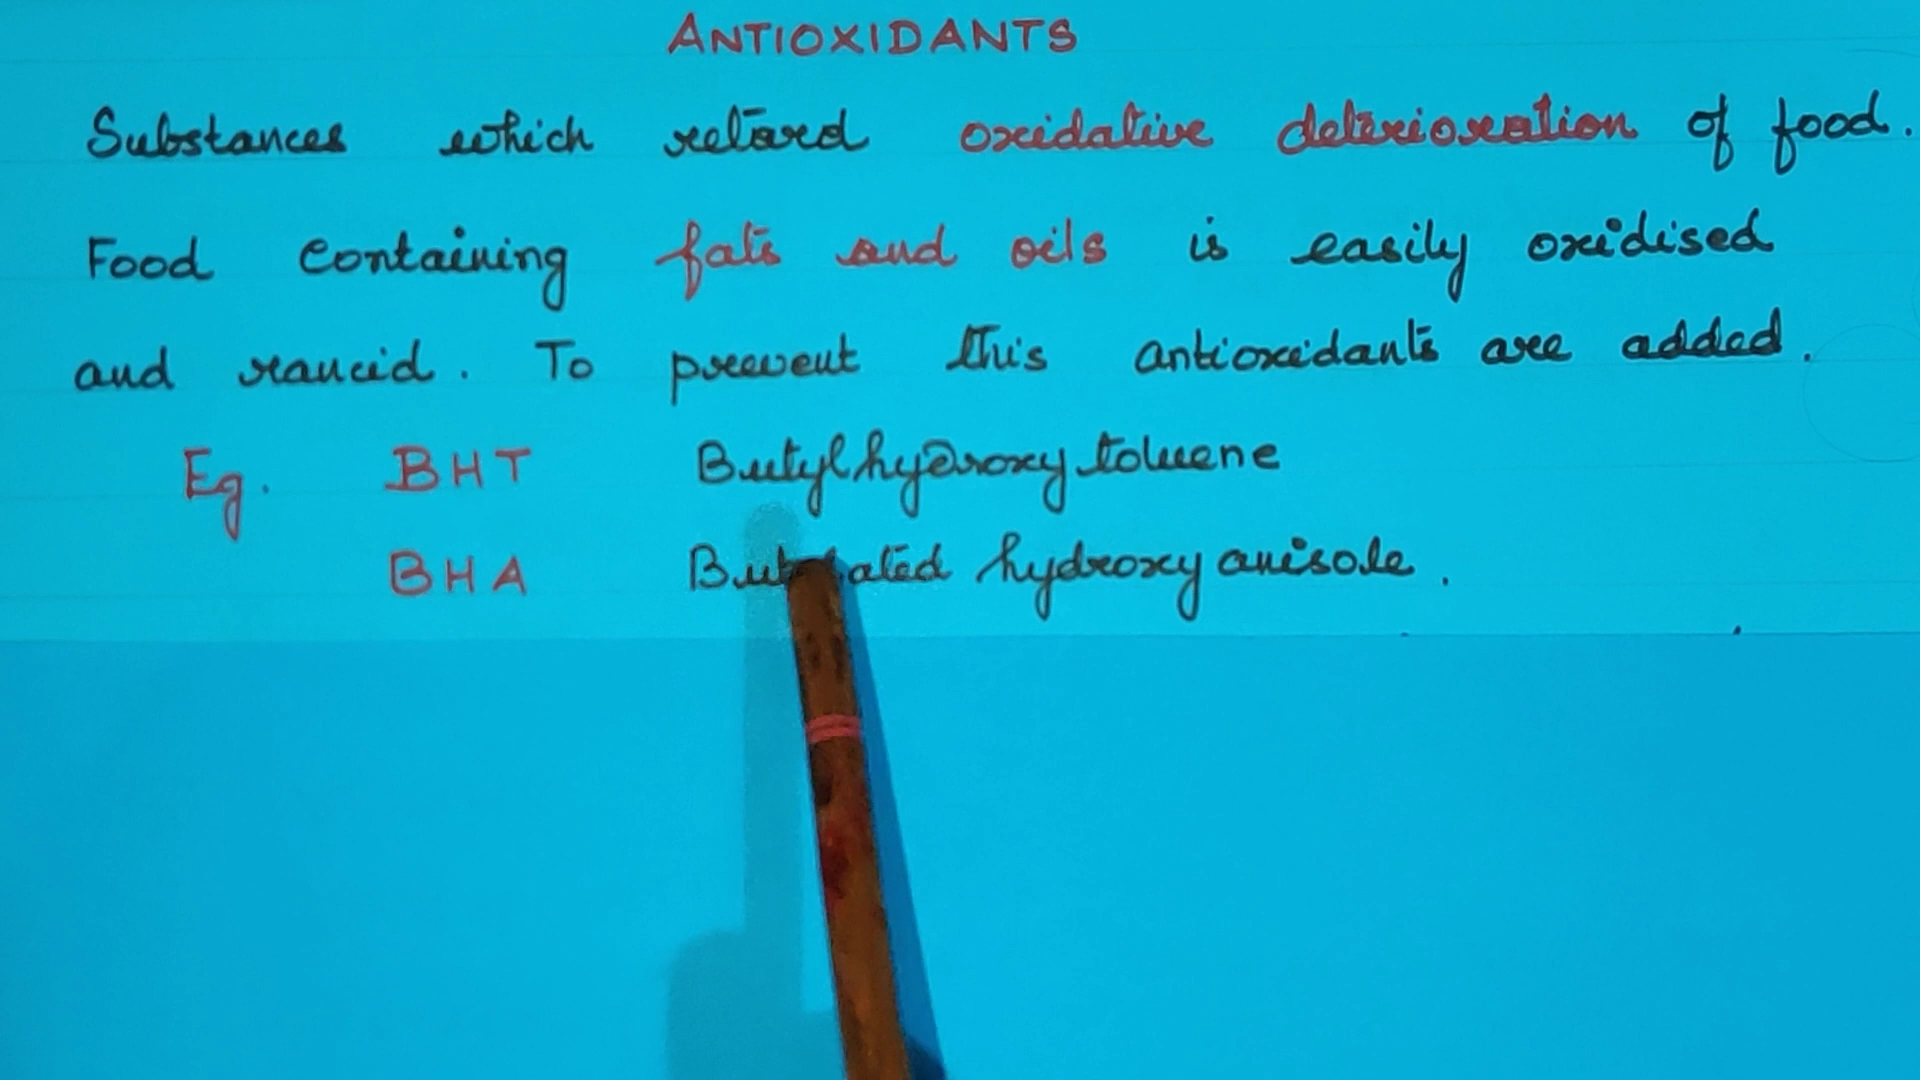 ANTIOXIDANTS
Substances which retard oxidative deterioration of food.
Food containing fats and oils is easily oxidised
and rancid. To prevent this antioxidants are added.
Eg. BHT Butylhydroxytoluene
BHA hydroxyanisole.